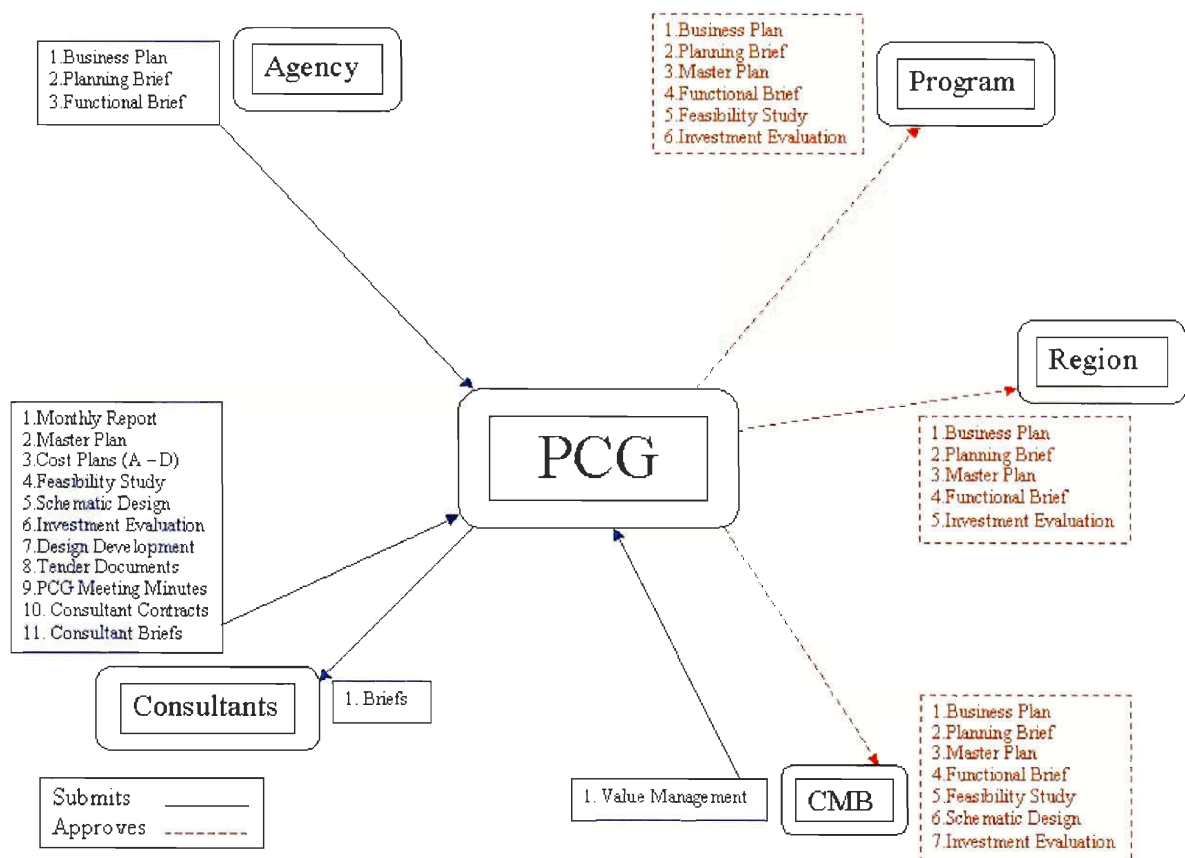 1.Business Plan
2.Planning Brief
3.Functional Brief
Agency
1.Business Plan
2.Planning Brief
3.Master Plan
4.Functional Brief
5.Feasibility Study
6.Investment Evaluation
Program
Region
1.Business Plan
2.Planning Brief
3.Master Plan
4.Functional Brief
5.Investment Evaluation
PCG
1.Monthly Report
2.Master Plan
3.Cost Plans (A – D)
4.Feasibility Study
5.Schematic Design
6.Investment Evaluation
7.Design Development
8.Tender Documents
9.PCG Meeting Minutes
10. Consultant Contracts
11. Consultant Briefs
Consultants
1. Briefs
1. Value Management
CMB
1.Business Plan
2.Planning Brief
3.Master Plan
4.Functional Brief
5.Feasibility Study
6.Schematic Design
7.Investment Evaluation
Submits
Approves